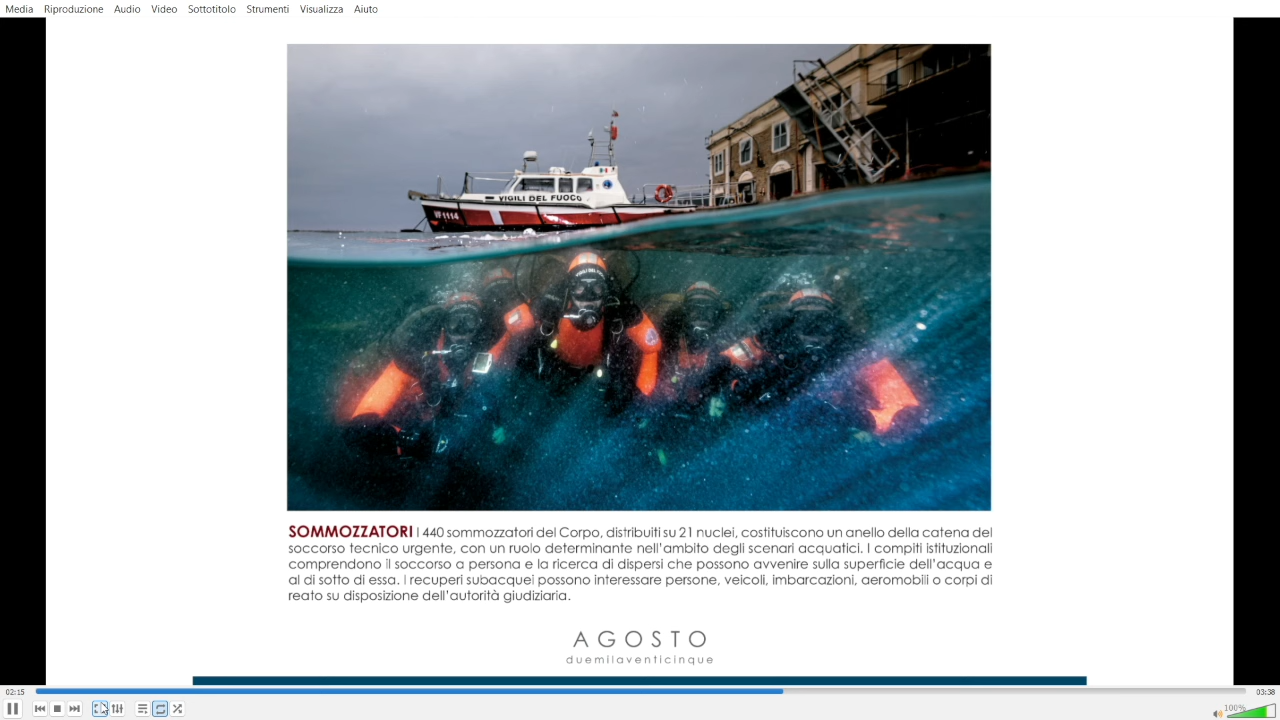 Media Riproduzione Audio Video Sottotitolo Strumenti Visualizza Aiuto
VIGILI DEL FUOCO
VF1114
SOMMOZZATORI I 440 sommozzatori del Corpo, distribuiti su 21 nuclei, costituiscono un anello della catena del
soccorso tecnico urgente, con un ruolo determinante nell'ambito degli scenari acquatici. I compiti istituzionali
comprendono il soccorso a persona e la ricerca di dispersi che possono avvenire sulla superficie dell'acqua e
al di sotto di essa. I recuperi subacquei possono interessare persone, veicoli, imbarcazioni, aeromobili o corpi di
reato su disposizione dell'autorità giudiziaria.
AGOSTO
duemilaventicinque
02:15 03:38
100%